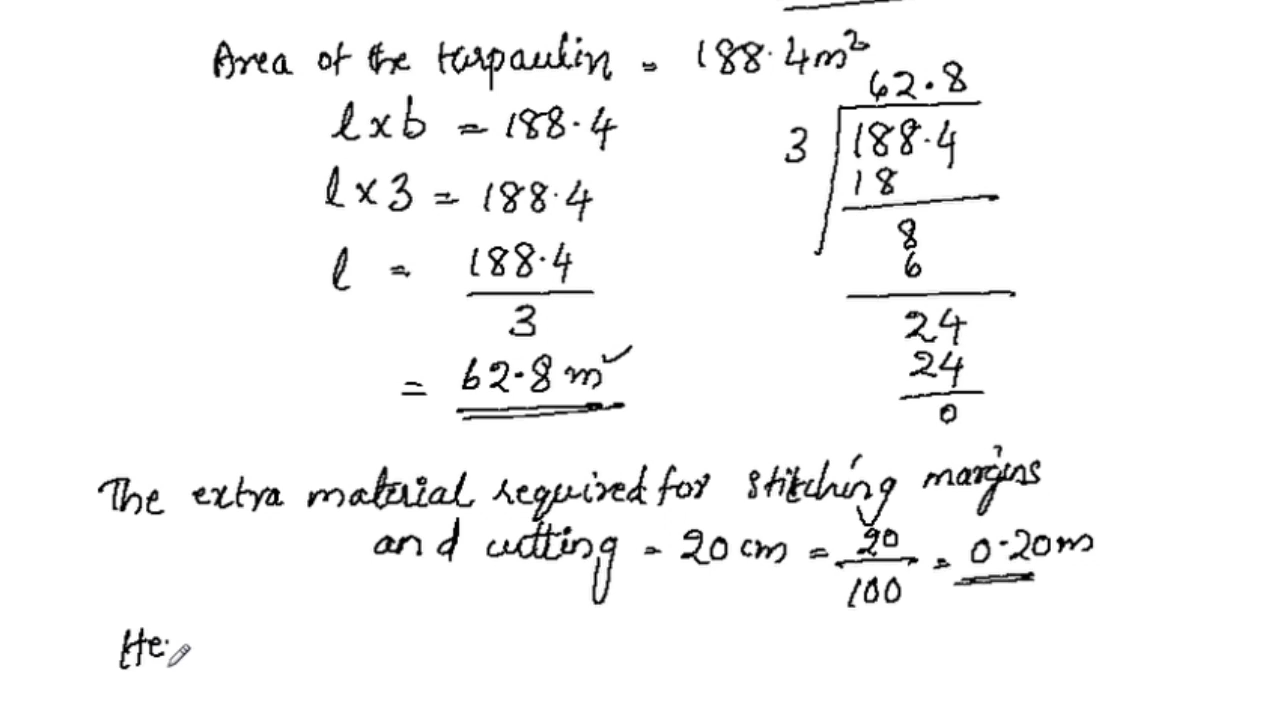 Area of the tarpaulin = 188.4m²
l x b = 188.4
l x 3 = 188.4
l = 188.4
3
= 62.8 m
62.8
3 188.4
18
8
6
24
24
0
The extra material required for stitching margins
and cutting = 20 cm = 20/100 = 0.20m
He